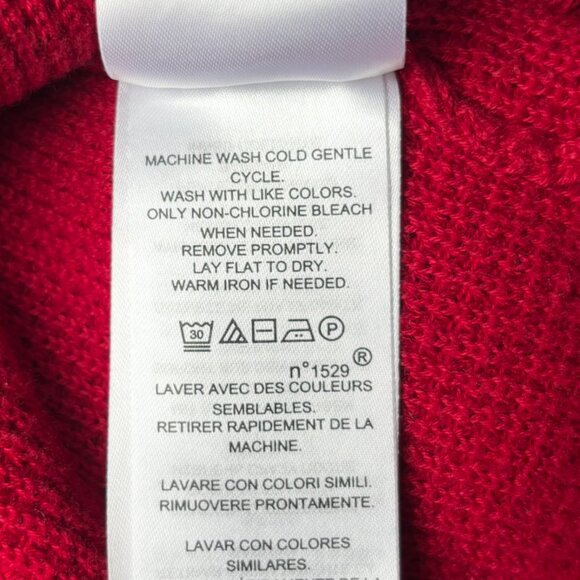 MACHINE WASH COLD GENTLE
CYCLE.
WASH WITH LIKE COLORS.
ONLY NON-CHLORINE BLEACH
WHEN NEEDED.
REMOVE PROMPTLY.
LAY FLAT TO DRY.
WARM IRON IF NEEDED.
30 P
n°1529 ®
LAVER AVEC DES COULEURS
SEMBLABLES.
RETIRER RAPIDEMENT DE LA
MACHINE.
LAVARE CON COLORI SIMILI.
RIMUOVERE PRONTAMENTE.
LAVAR CON COLORES
SIMILARES.
DE LA